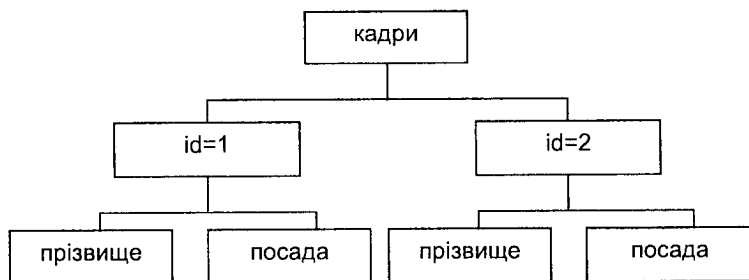 кадри
id=1
id=2
прізвище
посада
прізвище
посада